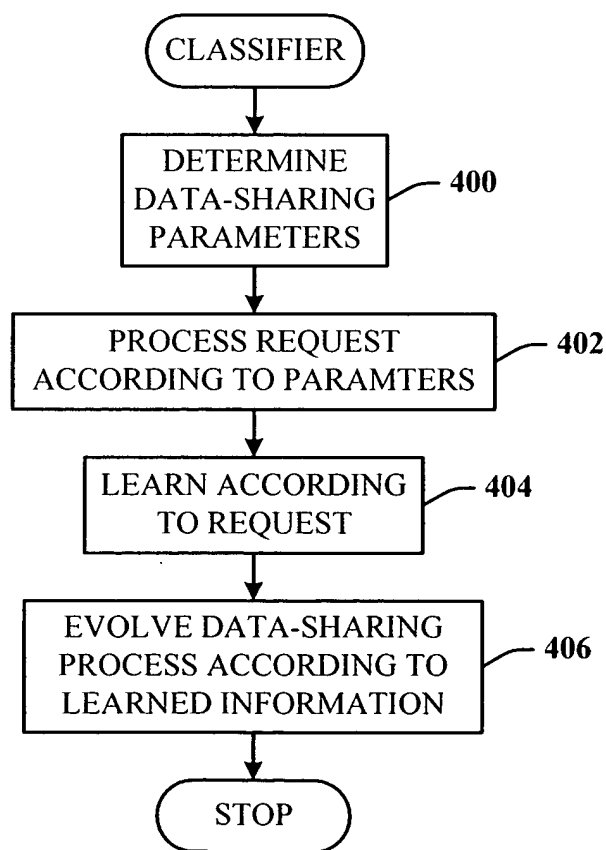 CLASSIFIER
DETERMINE
DATA-SHARING
PARAMETERS
400
PROCESS REQUEST
ACCORDING TO PARAMTERS
402
LEARN ACCORDING
TO REQUEST
404
EVOLVE DATA-SHARING
PROCESS ACCORDING TO
LEARNED INFORMATION
406
STOP